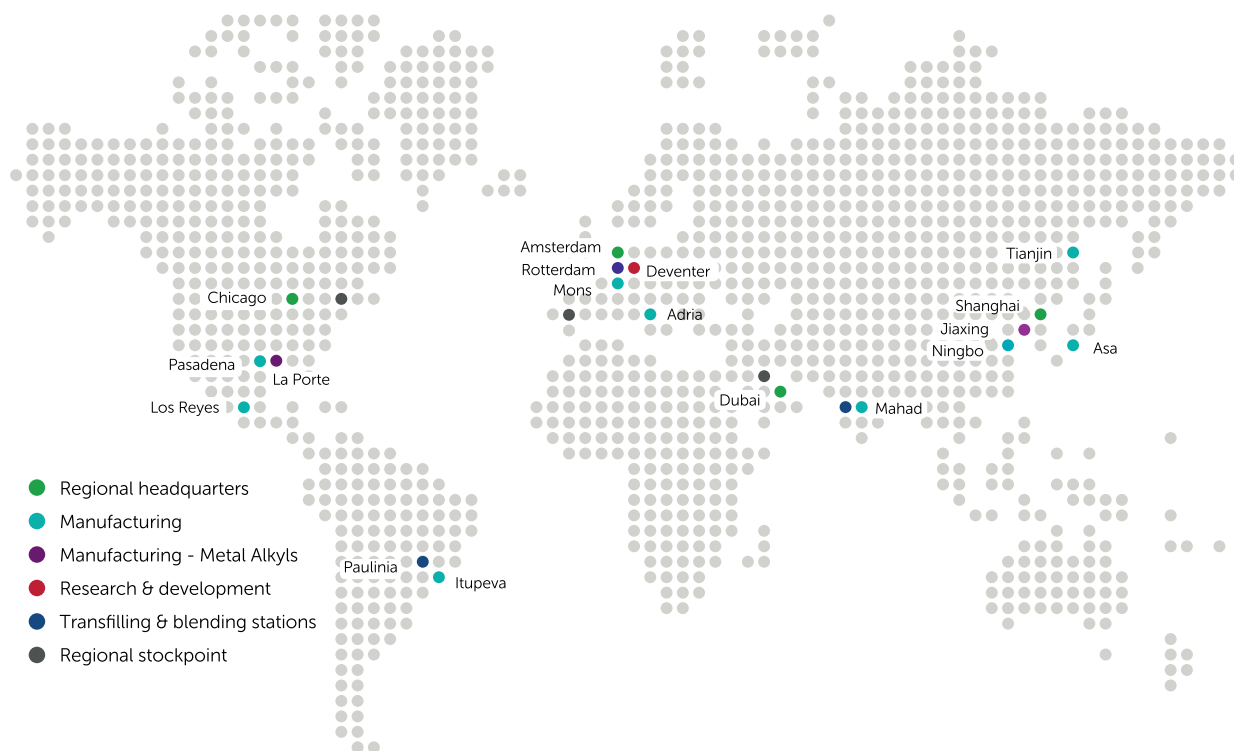 Amsterdam
Rotterdam
Deventer
Mons
Tianjin
Chicago
Adria
Shanghai
Jiaxing
Ningbo
Asa
Pasadena
La Porte
Los Reyes
Dubai
Mahad
Regional headquarters
Manufacturing
Manufacturing - Metal Alkyls
Research & development
Transfilling & blending stations
Regional stockpoint
Paulinia
Itupeva